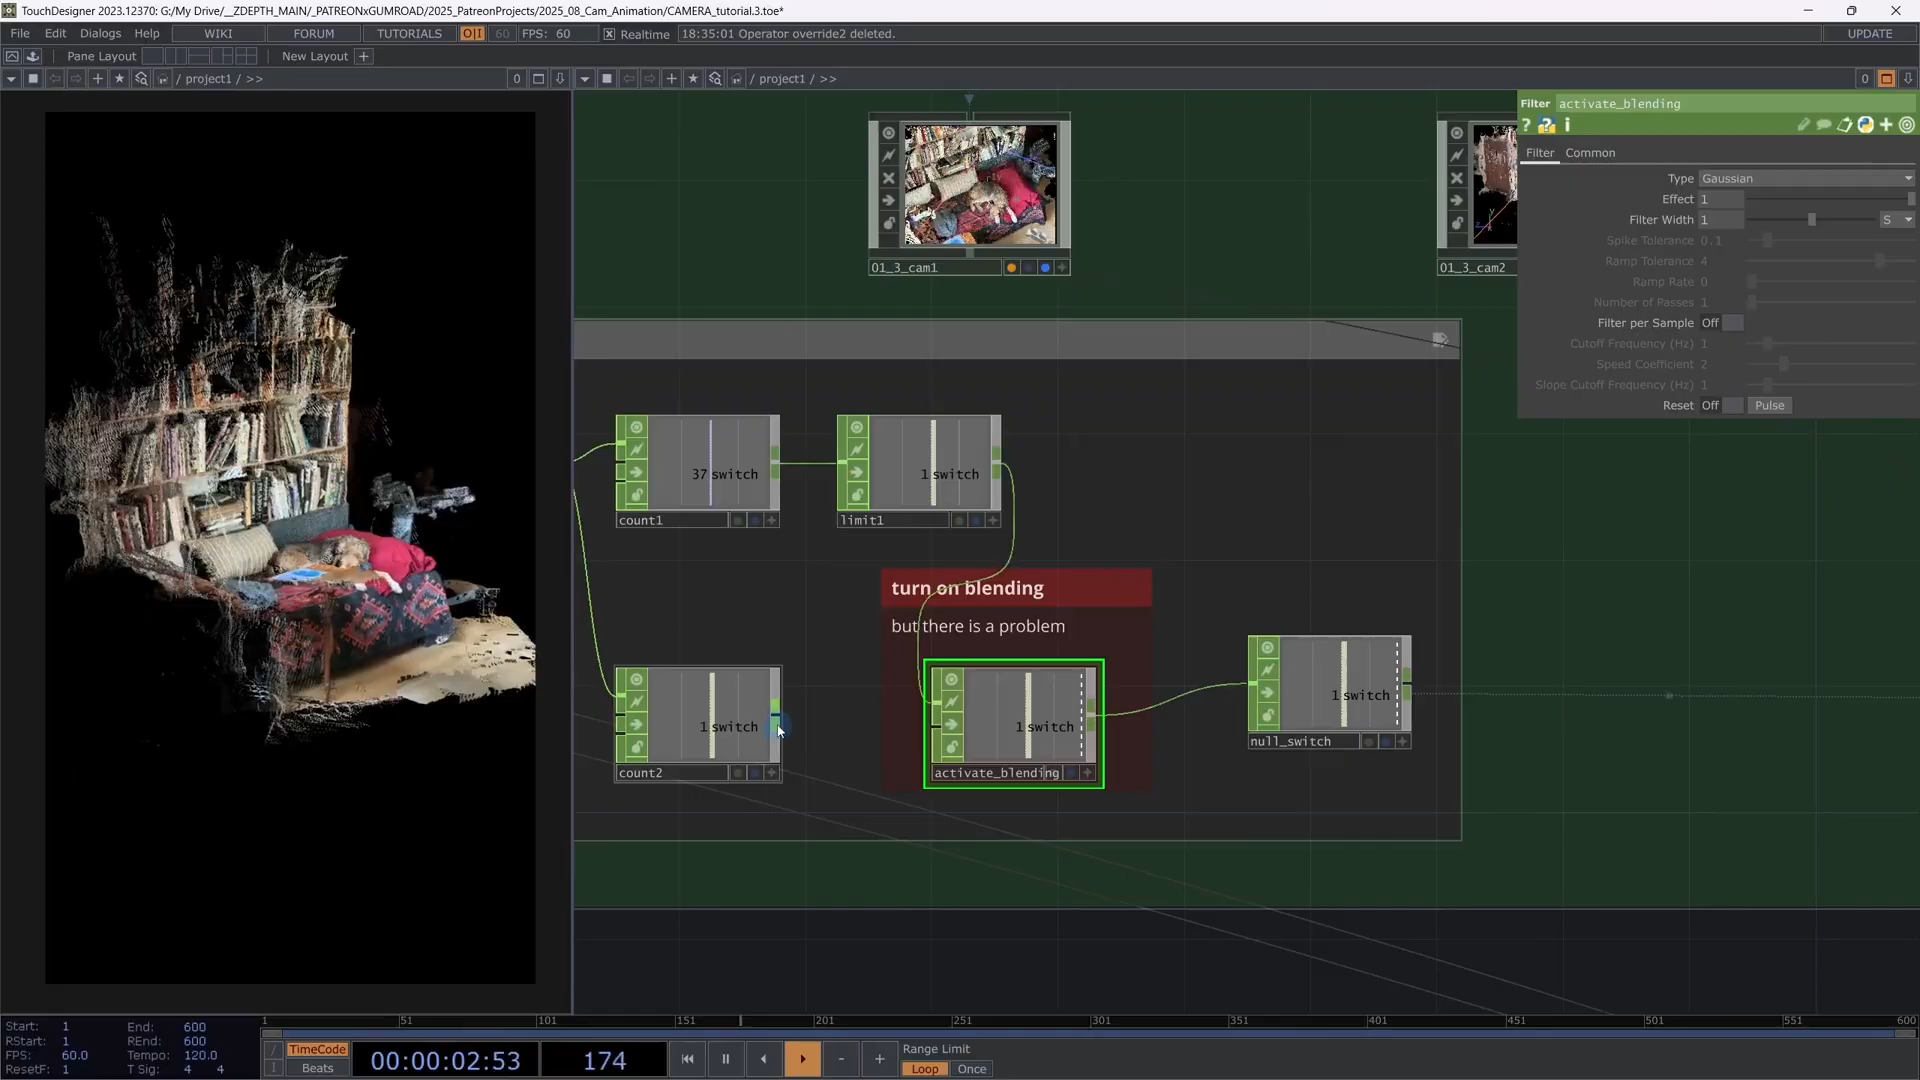 TouchDesigner 2023.12370: G:/My Drive/__ZDEPTH_MAIN/_PATREONxGUMROAD/2025_PatreonProjects/2025_08_Cam_Animation/CAMERA_tutorial.3.toe*
File Edit Dialogs Help WIKI FORUM TUTORIALS O|I 60 FPS: 60 Realtime 18:35:01 Operator override2 deleted. UPDATE
Pane Layout New Layout +
/ project1 / >> 0 / project1 / >> 0
Filter activate_blending
Filter Common
Type Gaussian
Effect 1
Filter Width 1 S
Spike Tolerance 0.1
Ramp Tolerance 4
Ramp Rate 0
Number of Passes 1
Filter per Sample Off
Cutoff Frequency (Hz) 1
Speed Coefficient 2
Slope Cutoff Frequency (Hz) 1
Reset Off Pulse
01_3_cam1
01_3_cam2
37 switch
count1
1 switch
limit1
turn on blending
but there is a problem
1 switch
count2
1 switch
activate_blending
1 switch
null_switch
1 51 101 151 201 251 301 351 401 451 501 551 600
Start: 1 End: 600
RStart: 1 REnd: 600
FPS: 60.0 Tempo: 120.0
ResetF: 1 T Sig: 4 4
TimeCode
Beats
00:00:02:53
174
Range Limit
Loop Once